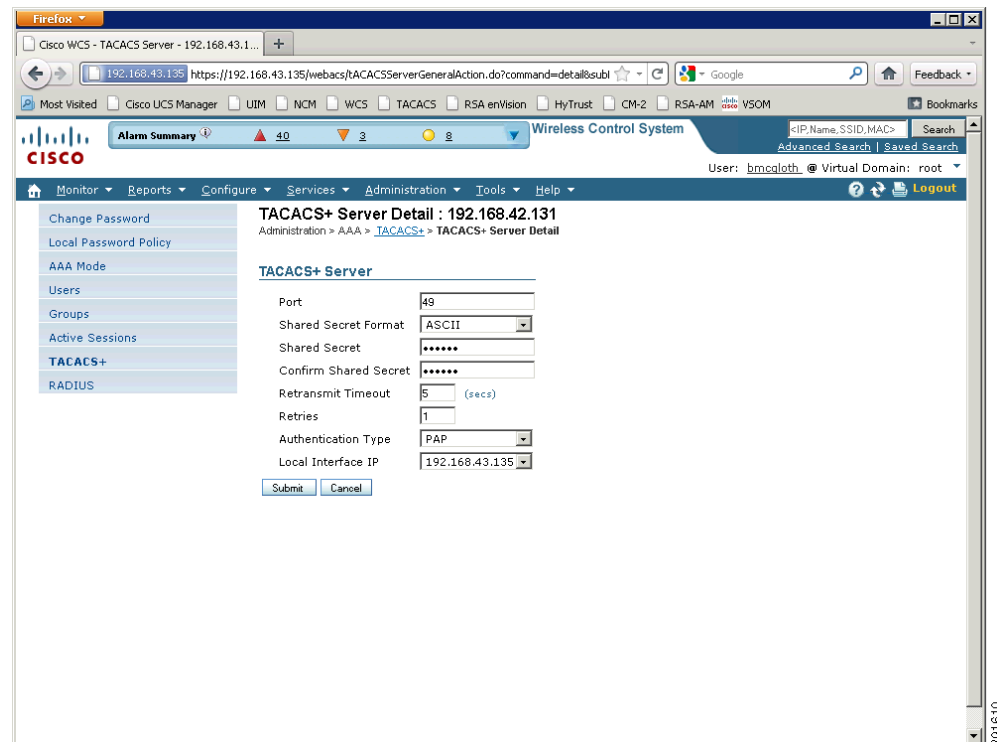 Firefox
Cisco WCS - TACACS Server - 192.168.43.1... +
192.168.43.135 https://192.168.43.135/webacs/tACACSServerGeneralAction.do?command=detail&subl Google Feedback
Most Visited Cisco UCS Manager UIM NCM WCS TACACS RSA enVision HyTrust CM-2 RSA-AM VSOM Bookmarks
CISCO
Alarm Summary 40 3 8
Wireless Control System
<IP,Name,SSID,MAC> Search
Advanced Search | Saved Search
User: bmcgloth @ Virtual Domain: root
Monitor Reports Configure Services Administration Tools Help Logout
Change Password
Local Password Policy
AAA Mode
Users
Groups
Active Sessions
TACACS+
RADIUS
TACACS+ Server Detail : 192.168.42.131
Administration > AAA > TACACS+ > TACACS+ Server Detail
TACACS+ Server
Port 49
Shared Secret Format ASCII
Shared Secret ••••••
Confirm Shared Secret ••••••
Retransmit Timeout 5 (secs)
Retries 1
Authentication Type PAP
Local Interface IP 192.168.43.135
Submit Cancel